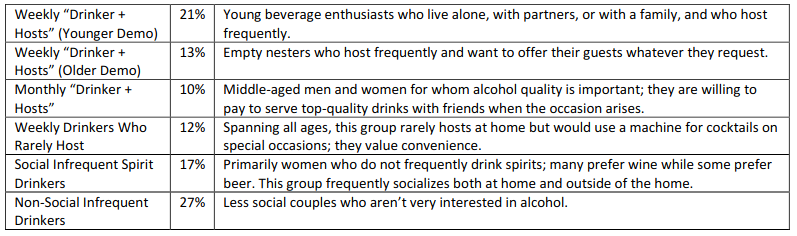 Weekly “Drinker + 21% Young beverage enthusiasts who live alone, with partners, or with a family, and who host
Hosts” (Younger Demo) frequently.
Weekly “Drinker + 13% Empty nesters who host frequently and want to offer their guests whatever they request.
Hosts” (Older Demo)
Monthly “Drinker + 10% Middle-aged men and women for whom alcohol quality is important; they are willing to
Hosts” pay to serve top-quality drinks with friends when the occasion arises.
Weekly Drinkers Who 12% Spanning all ages, this group rarely hosts at home but would use a machine for cocktails on
Rarely Host special occasions; they value convenience.
Social Infrequent Spirit 17% Primarily women who do not frequently drink spirits; many prefer wine while some prefer
Drinkers beer. This group frequently socializes both at home and outside of the home.
Non-Social Infrequent 27% Less social couples who aren’t very interested in alcohol.
Drinkers